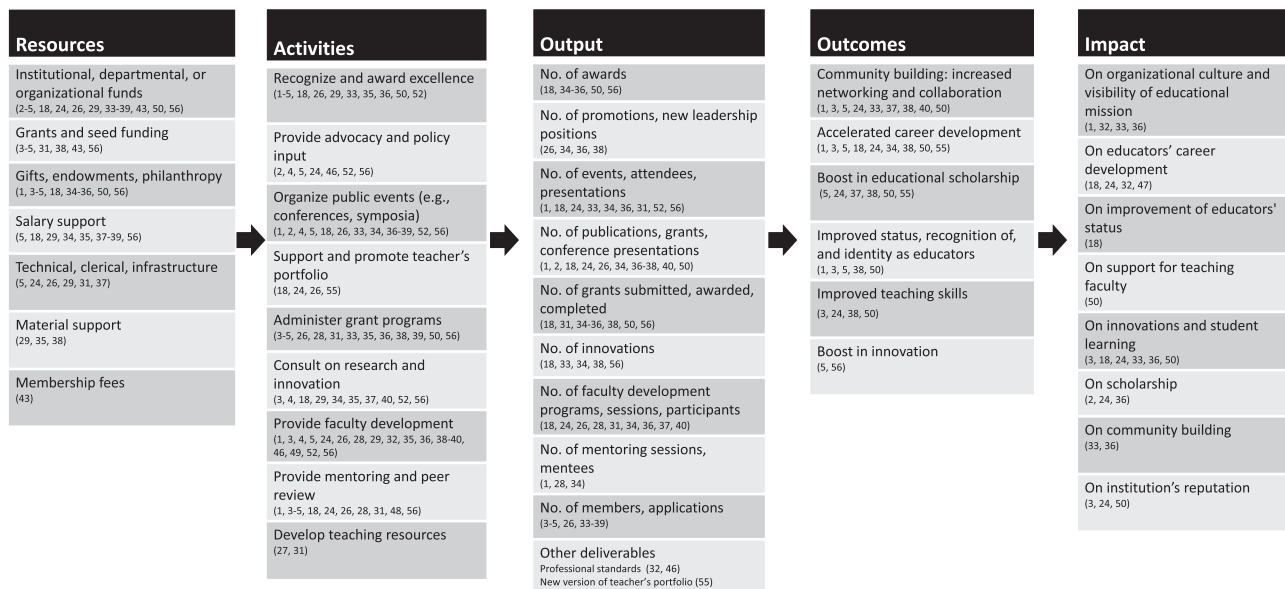 Resources
Institutional, departmental, or
organizational funds
(2-5, 18, 24, 26, 29, 33-39, 43, 50, 56)
Grants and seed funding
(3-5, 31, 38, 43, 56)
Gifts, endowments, philanthropy
(1, 3-5, 18, 34-36, 50, 56)
Salary support
(5, 18, 29, 34, 35, 37-39, 56)
Technical, clerical, infrastructure
(5, 24, 26, 29, 31, 37)
Material support
(29, 35, 38)
Membership fees
(43)
Activities
Recognize and award excellence
(1-5, 18, 26, 29, 33, 35, 36, 50, 52)
Provide advocacy and policy
input
(2, 4, 5, 24, 46, 52, 56)
Organize public events (e.g.,
conferences, symposia)
(1, 2, 4, 5, 18, 26, 33, 34, 36-39, 52, 56)
Support and promote teacher’s
portfolio
(18, 24, 26, 55)
Administer grant programs
(3-5, 26, 28, 31, 33, 35, 36, 38, 39, 50, 56)
Consult on research and
innovation
(3, 4, 18, 29, 34, 35, 37, 40, 52, 56)
Provide faculty development
(1, 3, 4, 5, 24, 26, 28, 29, 32, 35, 36, 38-40,
46, 49, 52, 56)
Provide mentoring and peer
review
(1, 3-5, 18, 24, 26, 28, 31, 48, 56)
Develop teaching resources
(27, 31)
Output
No. of awards
(18, 34-36, 50, 56)
No. of promotions, new leadership
positions
(26, 34, 36, 38)
No. of events, attendees,
presentations
(1, 18, 24, 33, 34, 36, 31, 52, 56)
No. of publications, grants,
conference presentations
(1, 2, 18, 24, 26, 34, 36-38, 40, 50)
No. of grants submitted, awarded,
completed
(18, 31, 34-36, 38, 50, 56)
No. of innovations
(18, 33, 34, 38, 56)
No. of faculty development
programs, sessions, participants
(18, 24, 26, 28, 31, 34, 36, 37, 40)
No. of mentoring sessions,
mentees
(1, 28, 34)
No. of members, applications
(3-5, 26, 33-39)
Other deliverables
Professional standards (32, 46)
New version of teacher’s portfolio (55)
Outcomes
Community building: increased
networking and collaboration
(1, 3, 5, 24, 33, 37, 38, 40, 50)
Accelerated career development
(1, 3, 5, 18, 24, 34, 38, 50, 55)
Boost in educational scholarship
(5, 24, 37, 38, 50, 55)
Improved status, recognition of,
and identity as educators
(1, 3, 5, 38, 50)
Improved teaching skills
(3, 24, 38, 50)
Boost in innovation
(5, 56)
Impact
On organizational culture and
visibility of educational
mission
(1, 32, 33, 36)
On educators’ career
development
(18, 24, 32, 47)
On improvement of educators'
status
(18)
On support for teaching
faculty
(50)
On innovations and student
learning
(3, 18, 24, 33, 36, 50)
On scholarship
(2, 24, 36)
On community building
(33, 36)
On institution’s reputation
(3, 24, 50)